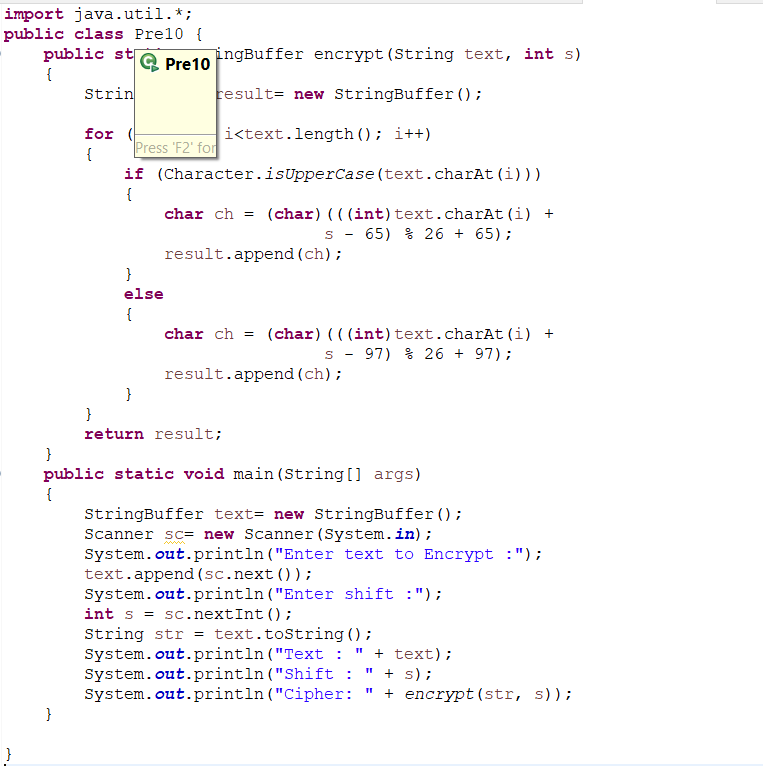 import java.util.*;
public class Pre10 {
public st ingBuffer encrypt(String text, int s)
Pre10
{
Strin result= new StringBuffer();
for ( i<text.length(); i++)
Press 'F2' for
{
if (Character.isUpperCase(text.charAt(i)))
{
char ch = (char)(((int)text.charAt(i) +
s - 65) % 26 + 65);
result.append(ch);
}
else
{
char ch = (char)(((int)text.charAt(i) +
s - 97) % 26 + 97);
result.append(ch);
}
}
return result;
}
public static void main(String[] args)
{
StringBuffer text= new StringBuffer();
Scanner sc= new Scanner(System.in);
System.out.println("Enter text to Encrypt :");
text.append(sc.next());
System.out.println("Enter shift :");
int s = sc.nextInt();
String str = text.toString();
System.out.println("Text : " + text);
System.out.println("Shift : " + s);
System.out.println("Cipher: " + encrypt(str, s));
}
}